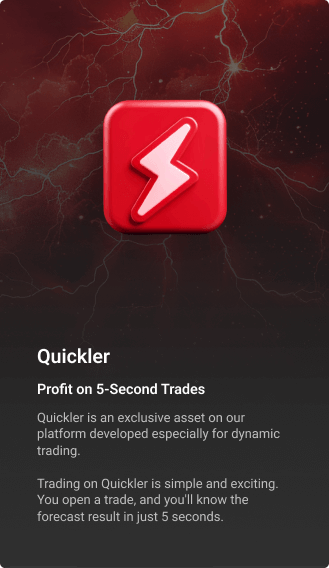 Quickler
Profit on 5-Second Trades
Quickler is an exclusive asset on our
platform developed especially for dynamic
trading.
Trading on Quickler is simple and exciting.
You open a trade, and you'll know the
forecast result in just 5 seconds.